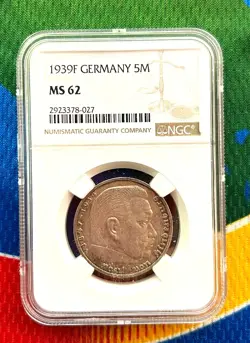 1939F GERMANY 5M
MS 62
2923378-027
NUMISMATIC GUARANTY COMPANY
NGC